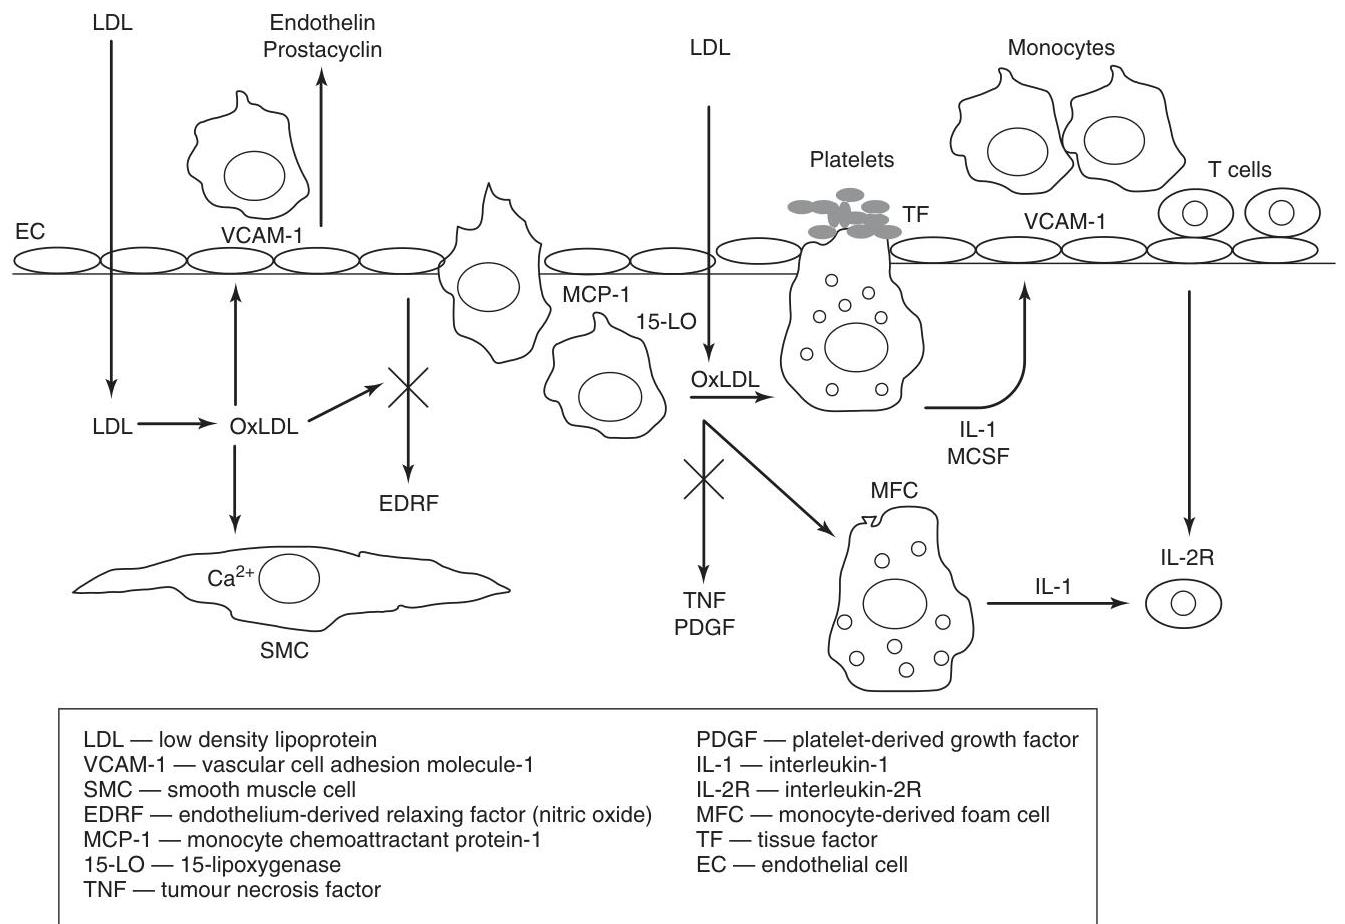 LDL
Endothelin
Prostacyclin
LDL
Monocytes
Platelets
T cells
TF
EC
VCAM-1
VCAM-1
MCP-1
15-LO
OxLDL
LDL
OxLDL
IL-1
MCSF
EDRF
MFC
IL-2R
Ca2+
IL-1
TNF
PDGF
SMC
LDL — low density lipoprotein
VCAM-1 — vascular cell adhesion molecule-1
SMC — smooth muscle cell
EDRF — endothelium-derived relaxing factor (nitric oxide)
MCP-1 — monocyte chemoattractant protein-1
15-LO — 15-lipoxygenase
TNF — tumour necrosis factor
PDGF — platelet-derived growth factor
IL-1 — interleukin-1
IL-2R — interleukin-2R
MFC — monocyte-derived foam cell
TF — tissue factor
EC — endothelial cell